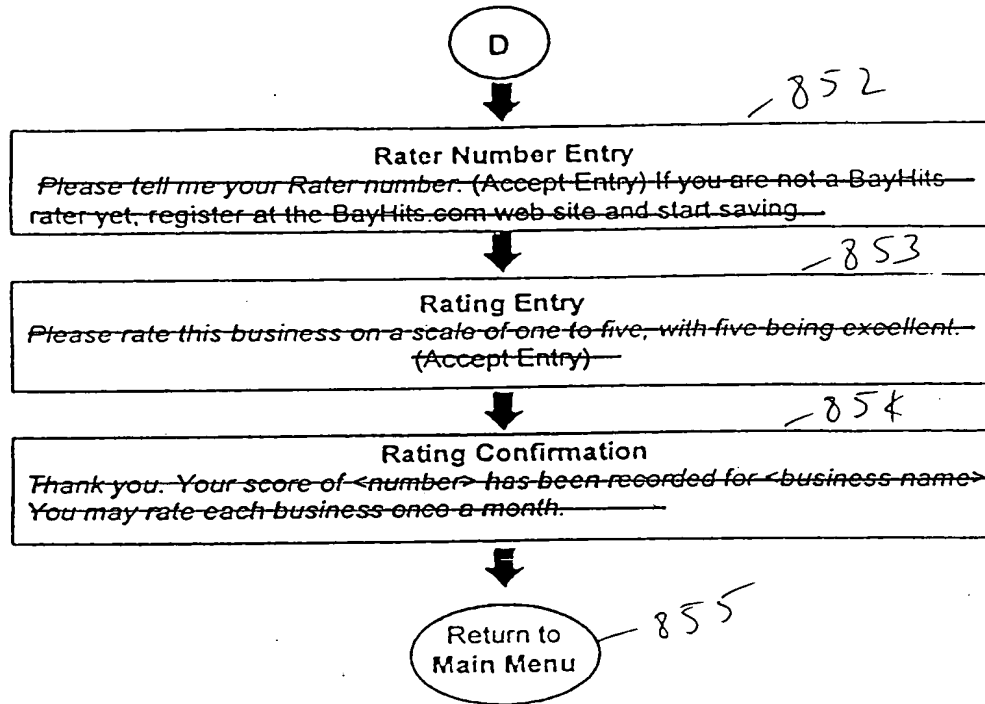 D
852
Rater Number Entry
Please tell me your Rater number. (Accept Entry) If you are not a BayHits
rater yet, register at the BayHits.com web site and start saving.
853
Rating Entry
Please rate this business on a scale of one to five, with five being excellent.
(Accept Entry)
854
Rating Confirmation
Thank you. Your score of <number> has been recorded for <business name>
You may rate each business once a month.
Return to
Main Menu
855